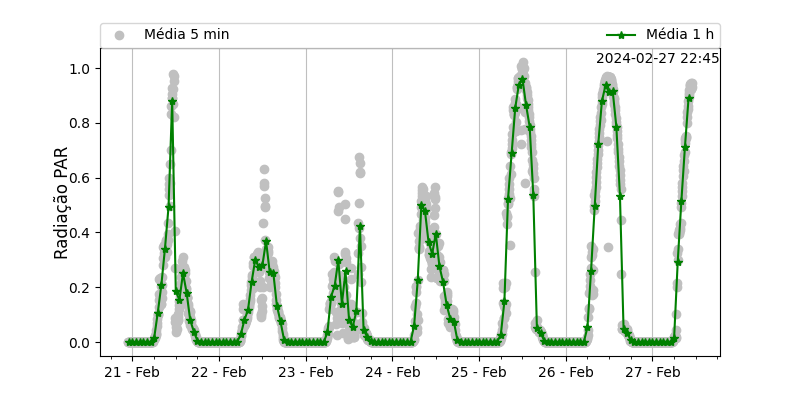 Média 5 min
Média 1 h
2024-02-27 22:45
Radiação PAR
1.0
0.8
0.6
0.4
0.2
0.0
21 - Feb
22 - Feb
23 - Feb
24 - Feb
25 - Feb
26 - Feb
27 - Feb